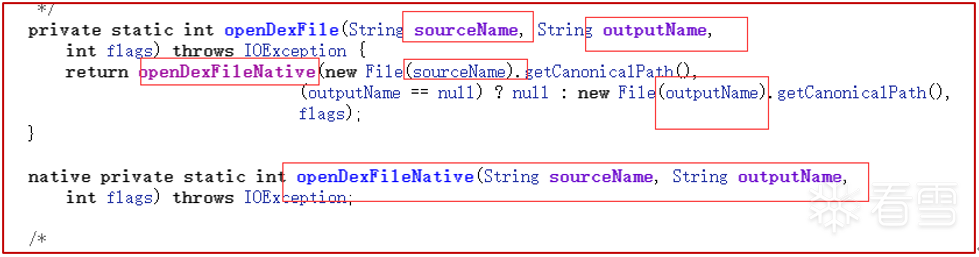 */
private static int openDexFile(String sourceName, String outputName,
int flags) throws IOException {
return openDexFileNative(new File(sourceName).getCanonicalPath(),
(outputName == null) ? null : new File(outputName).getCanonicalPath(),
flags);
}
native private static int openDexFileNative(String sourceName, String outputName,
int flags) throws IOException;
/*
看雪